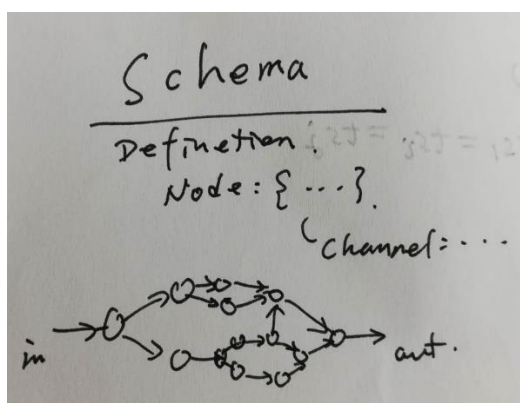 Schema
Definetion.
Node: { ... }.
Channel= ...
in
out.